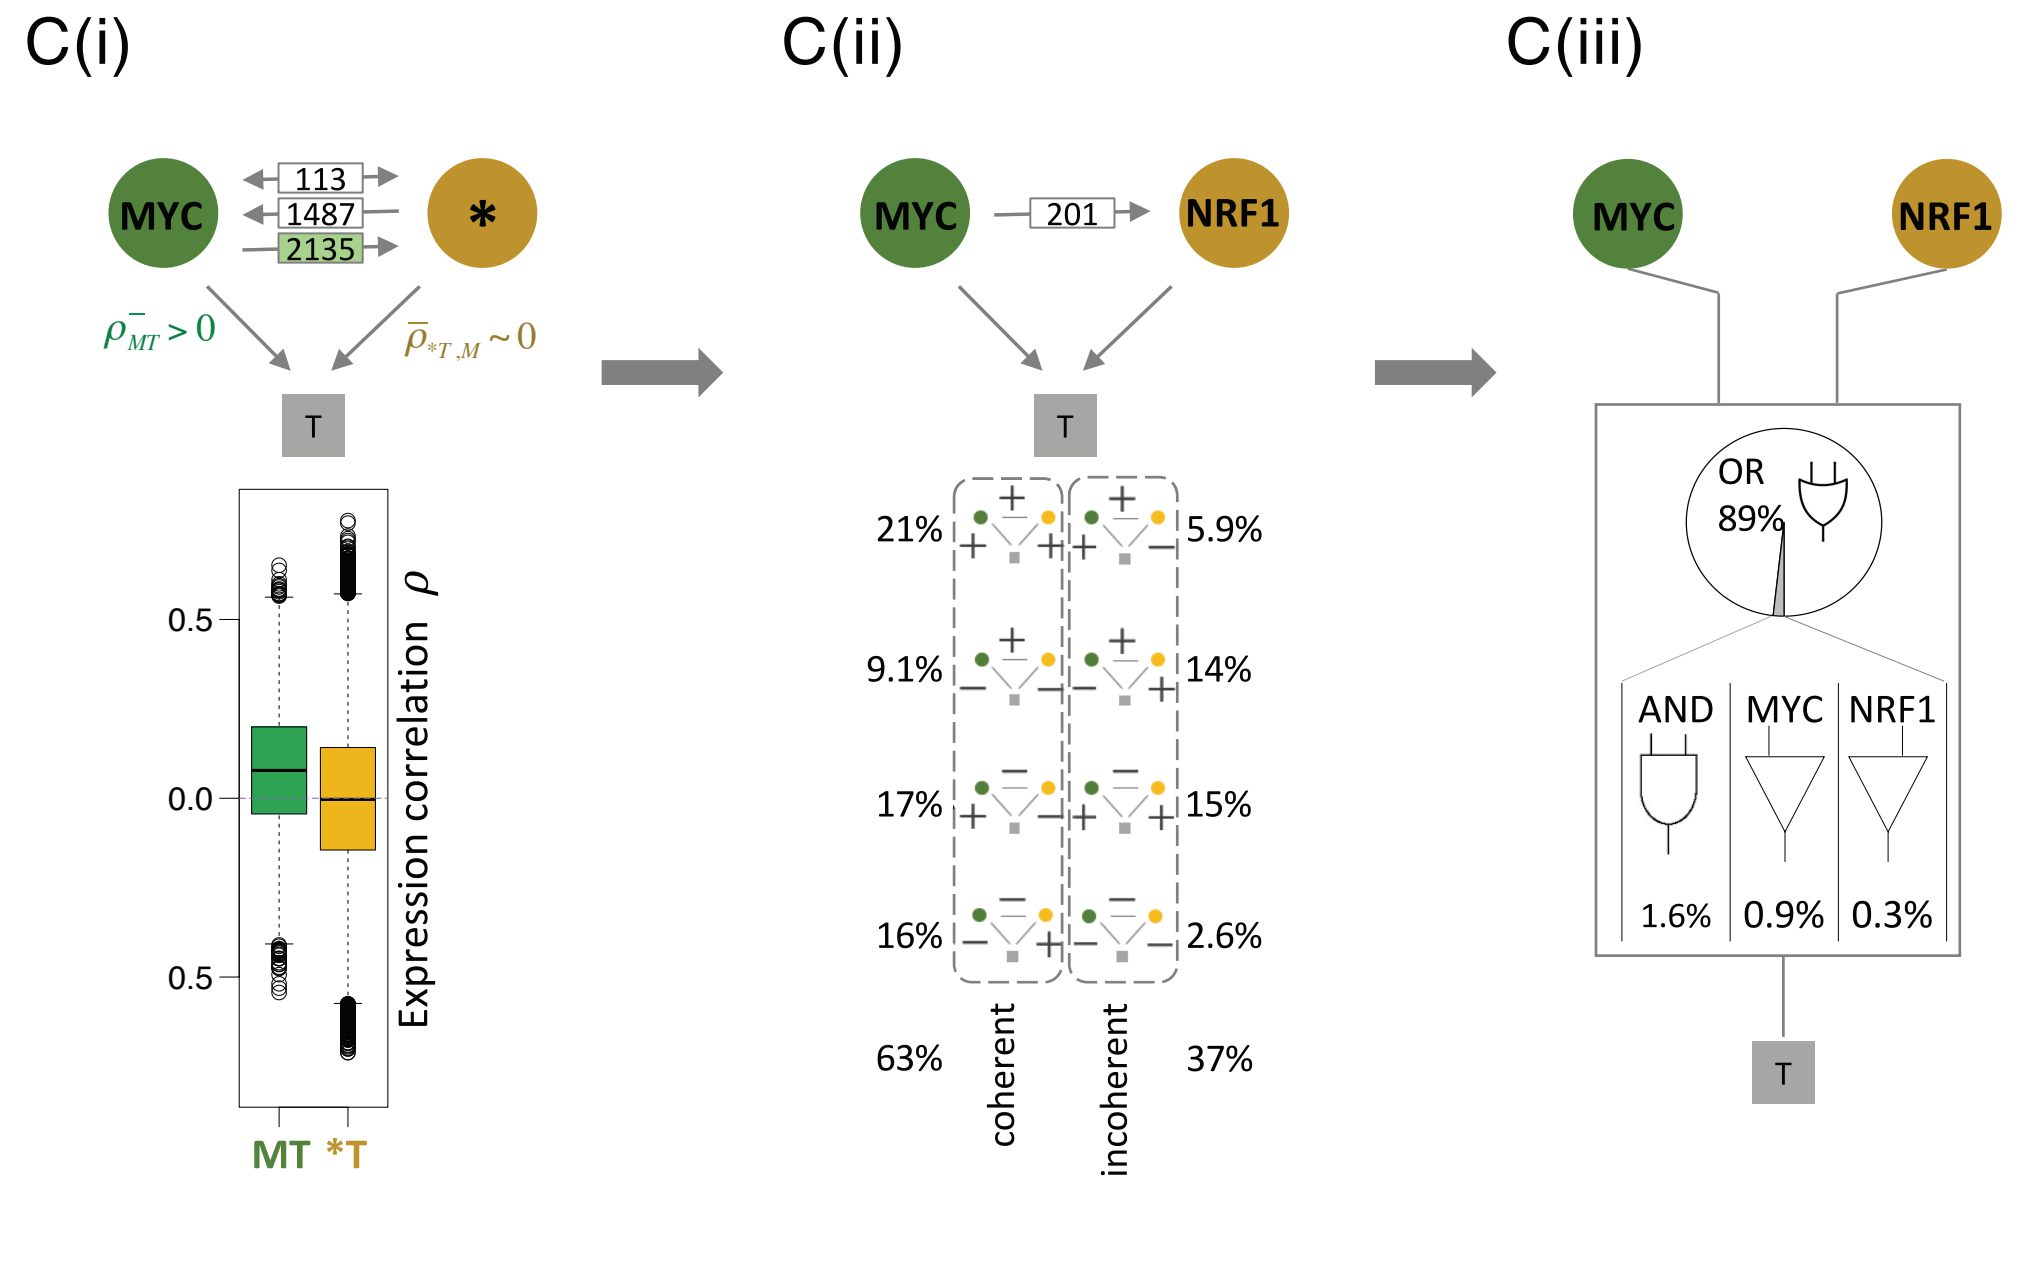 C(i)
MYC
113
1487
2135
*
ρ̄MT > 0
ρ̄*T,M ~ 0
T
0.5
0.0
0.5
Expression correlation ρ
MT *T
C(ii)
MYC
201
NRF1
T
+ +
21% + + + − 5.9%
+ +
9.1% − − − + 14%
− −
17% + − + + 15%
− −
16% − + − − 2.6%
63% coherent incoherent 37%
C(iii)
MYC
NRF1
OR
89%
AND MYC NRF1
1.6% 0.9% 0.3%
T